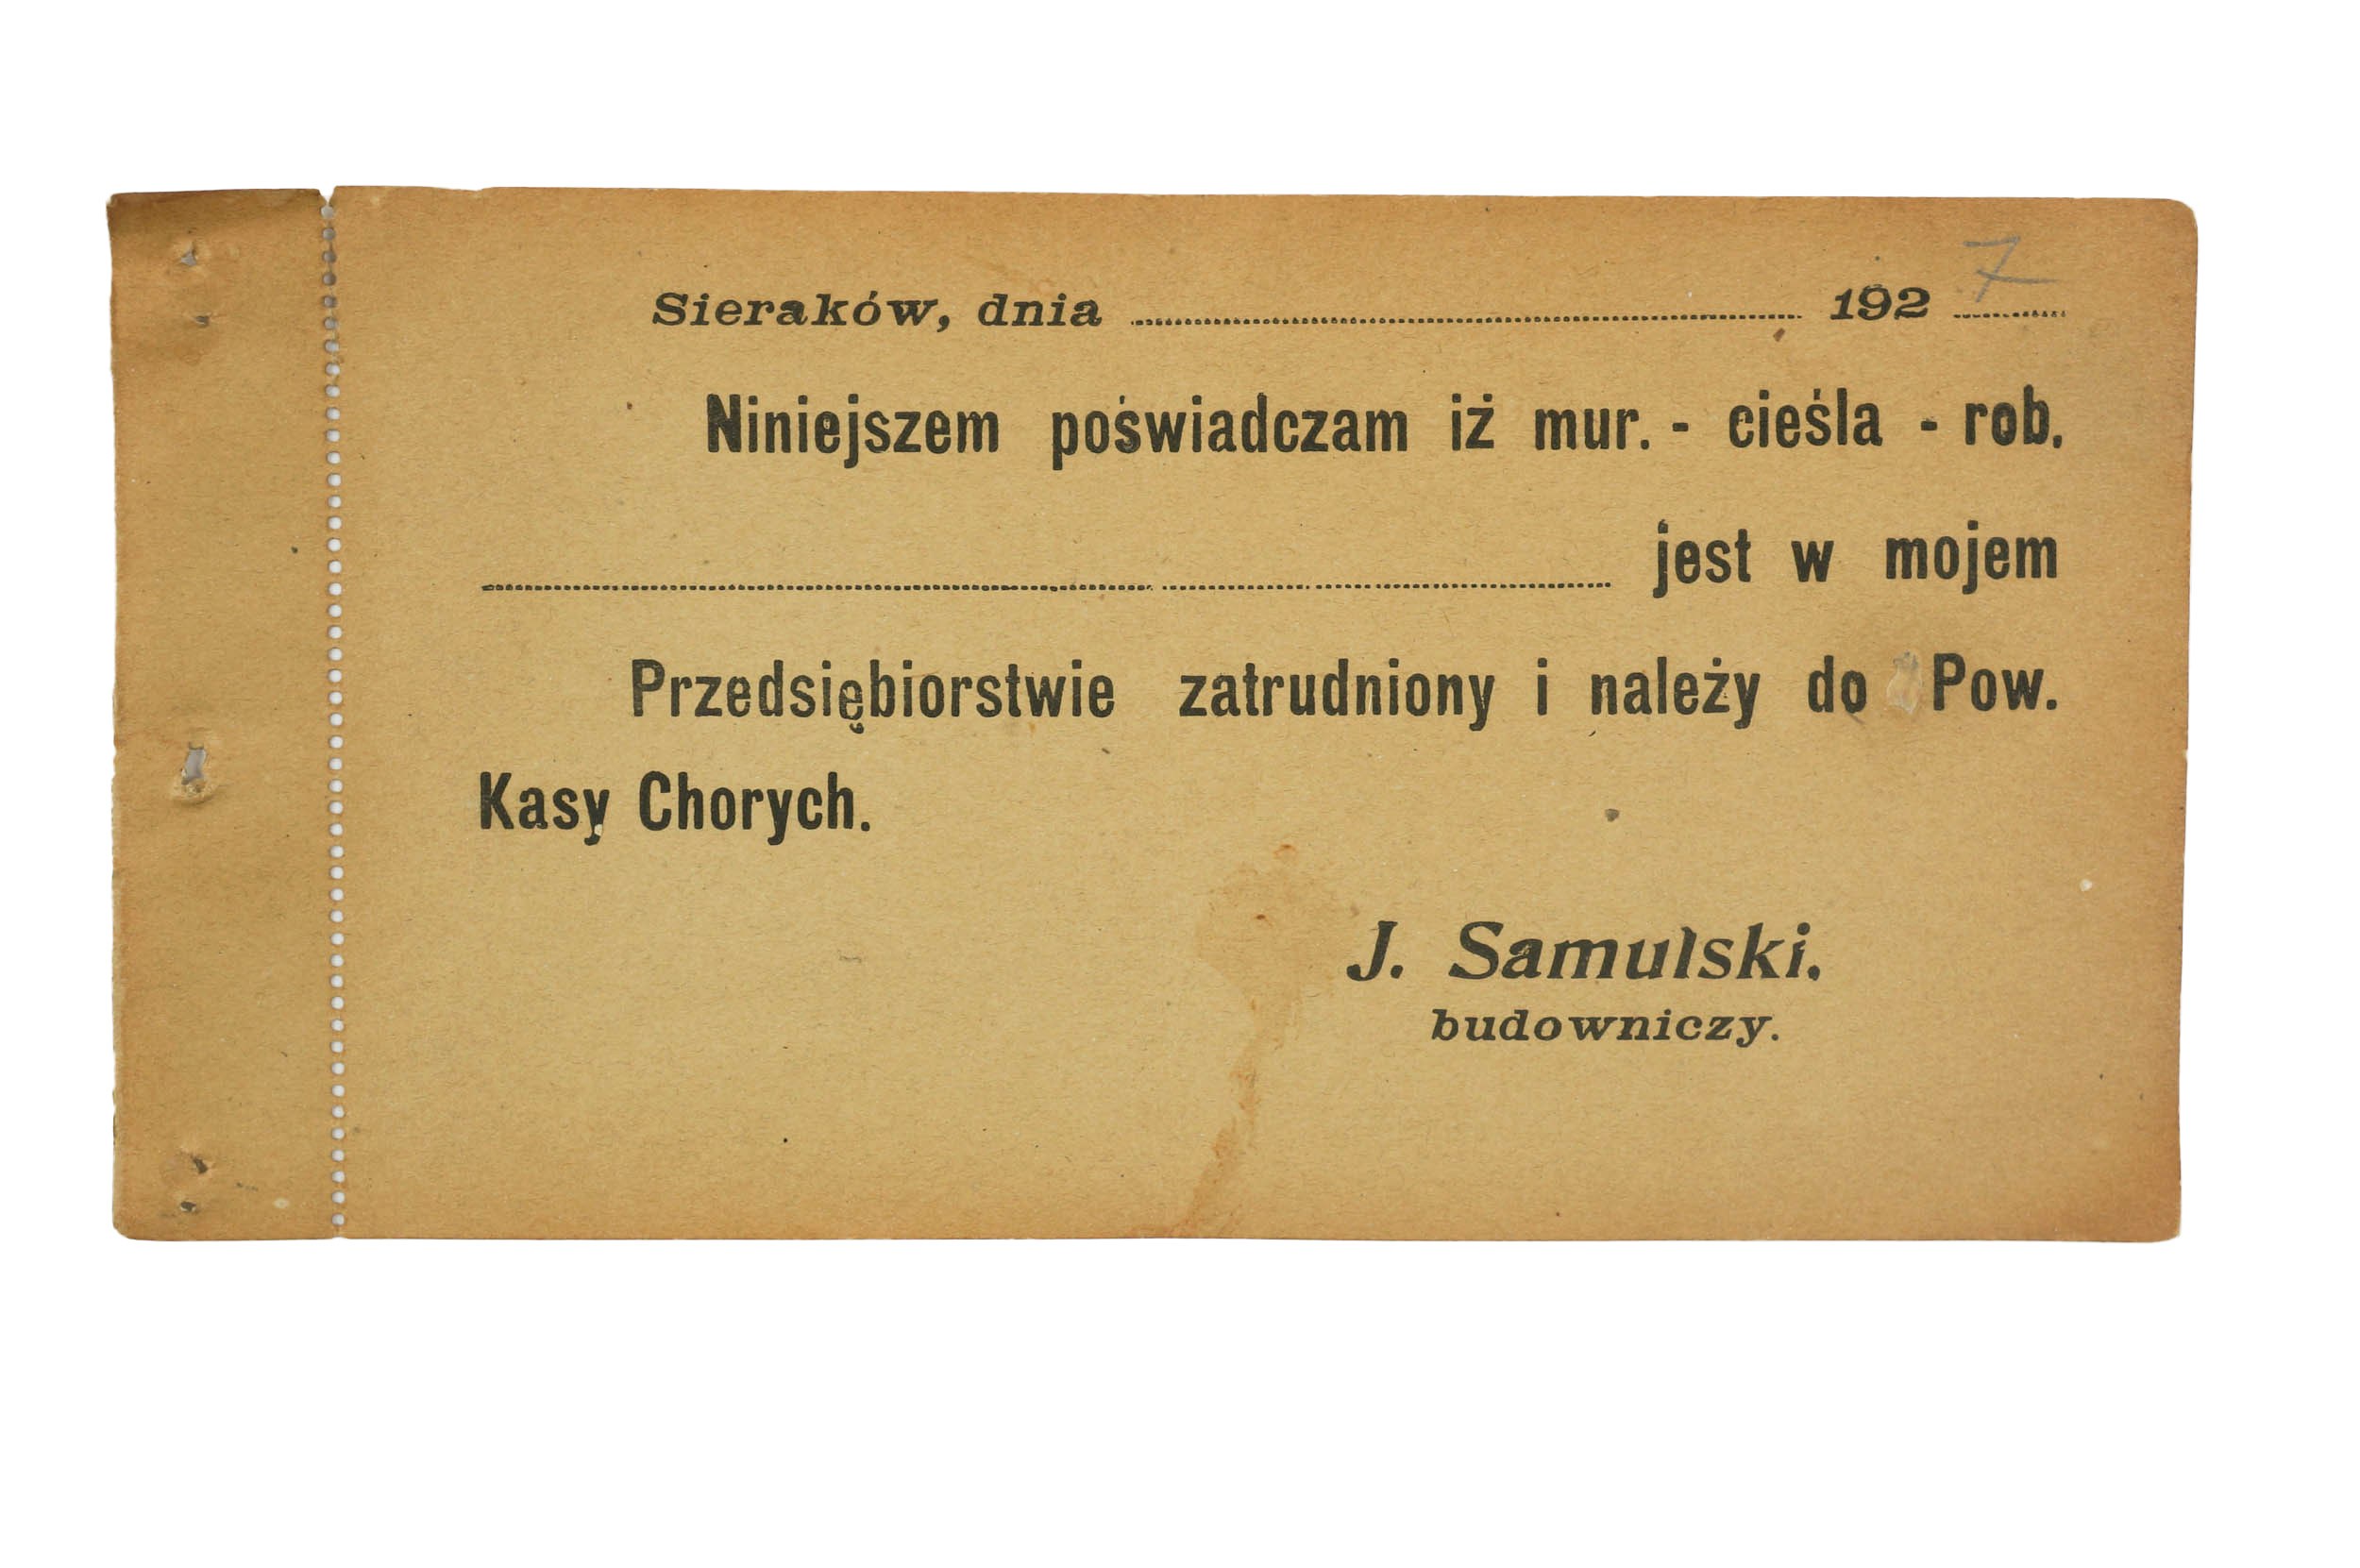 Sieraków, dnia ........................ 192 7
Niniejszem poświadczam iż mur. - cieśla - rob.
........................ jest w mojem
Przedsiębiorstwie zatrudniony i należy do Pow.
Kasy Chorych.
J. Samulski.
budowniczy.